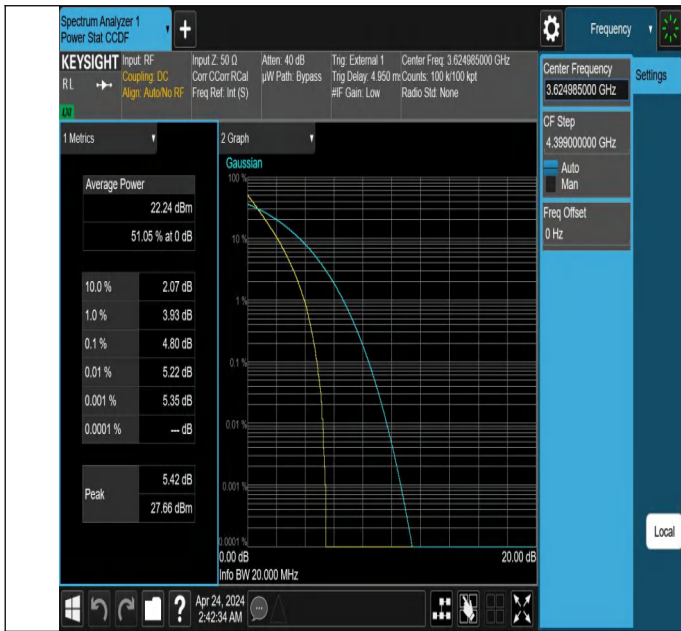 Spectrum Analyzer 1
Power Stat CCDF
+
Frequency
KEYSIGHT
RL
LXI
Input: RF
Coupling: DC
Align: Auto/No RF
Input Z: 50 Ω
Corr CCorr RCal
Freq Ref: Int (S)
Atten: 40 dB
µW Path: Bypass
Trig: External 1
Trig Delay: 4.950 ms
#IF Gain: Low
Center Freq: 3.624985000 GHz
Counts: 100 k/100 kpt
Radio Std: None
Center Frequency
3.624985000 GHz
Settings
CF Step
4.399000000 GHz
Auto
Man
Freq Offset
0 Hz
1 Metrics
Average Power
22.24 dBm
51.05 % at 0 dB
10.0 % 2.07 dB
1.0 % 3.93 dB
0.1 % 4.80 dB
0.01 % 5.22 dB
0.001 % 5.35 dB
0.0001 % --- dB
Peak
5.42 dB
27.66 dBm
2 Graph
Gaussian
100 %
10 %
1 %
0.1 %
0.01 %
0.001 %
0.0001 %
0.00 dB 20.00 dB
Info BW 20.000 MHz
Local
?
Apr 24, 2024
2:42:34 AM